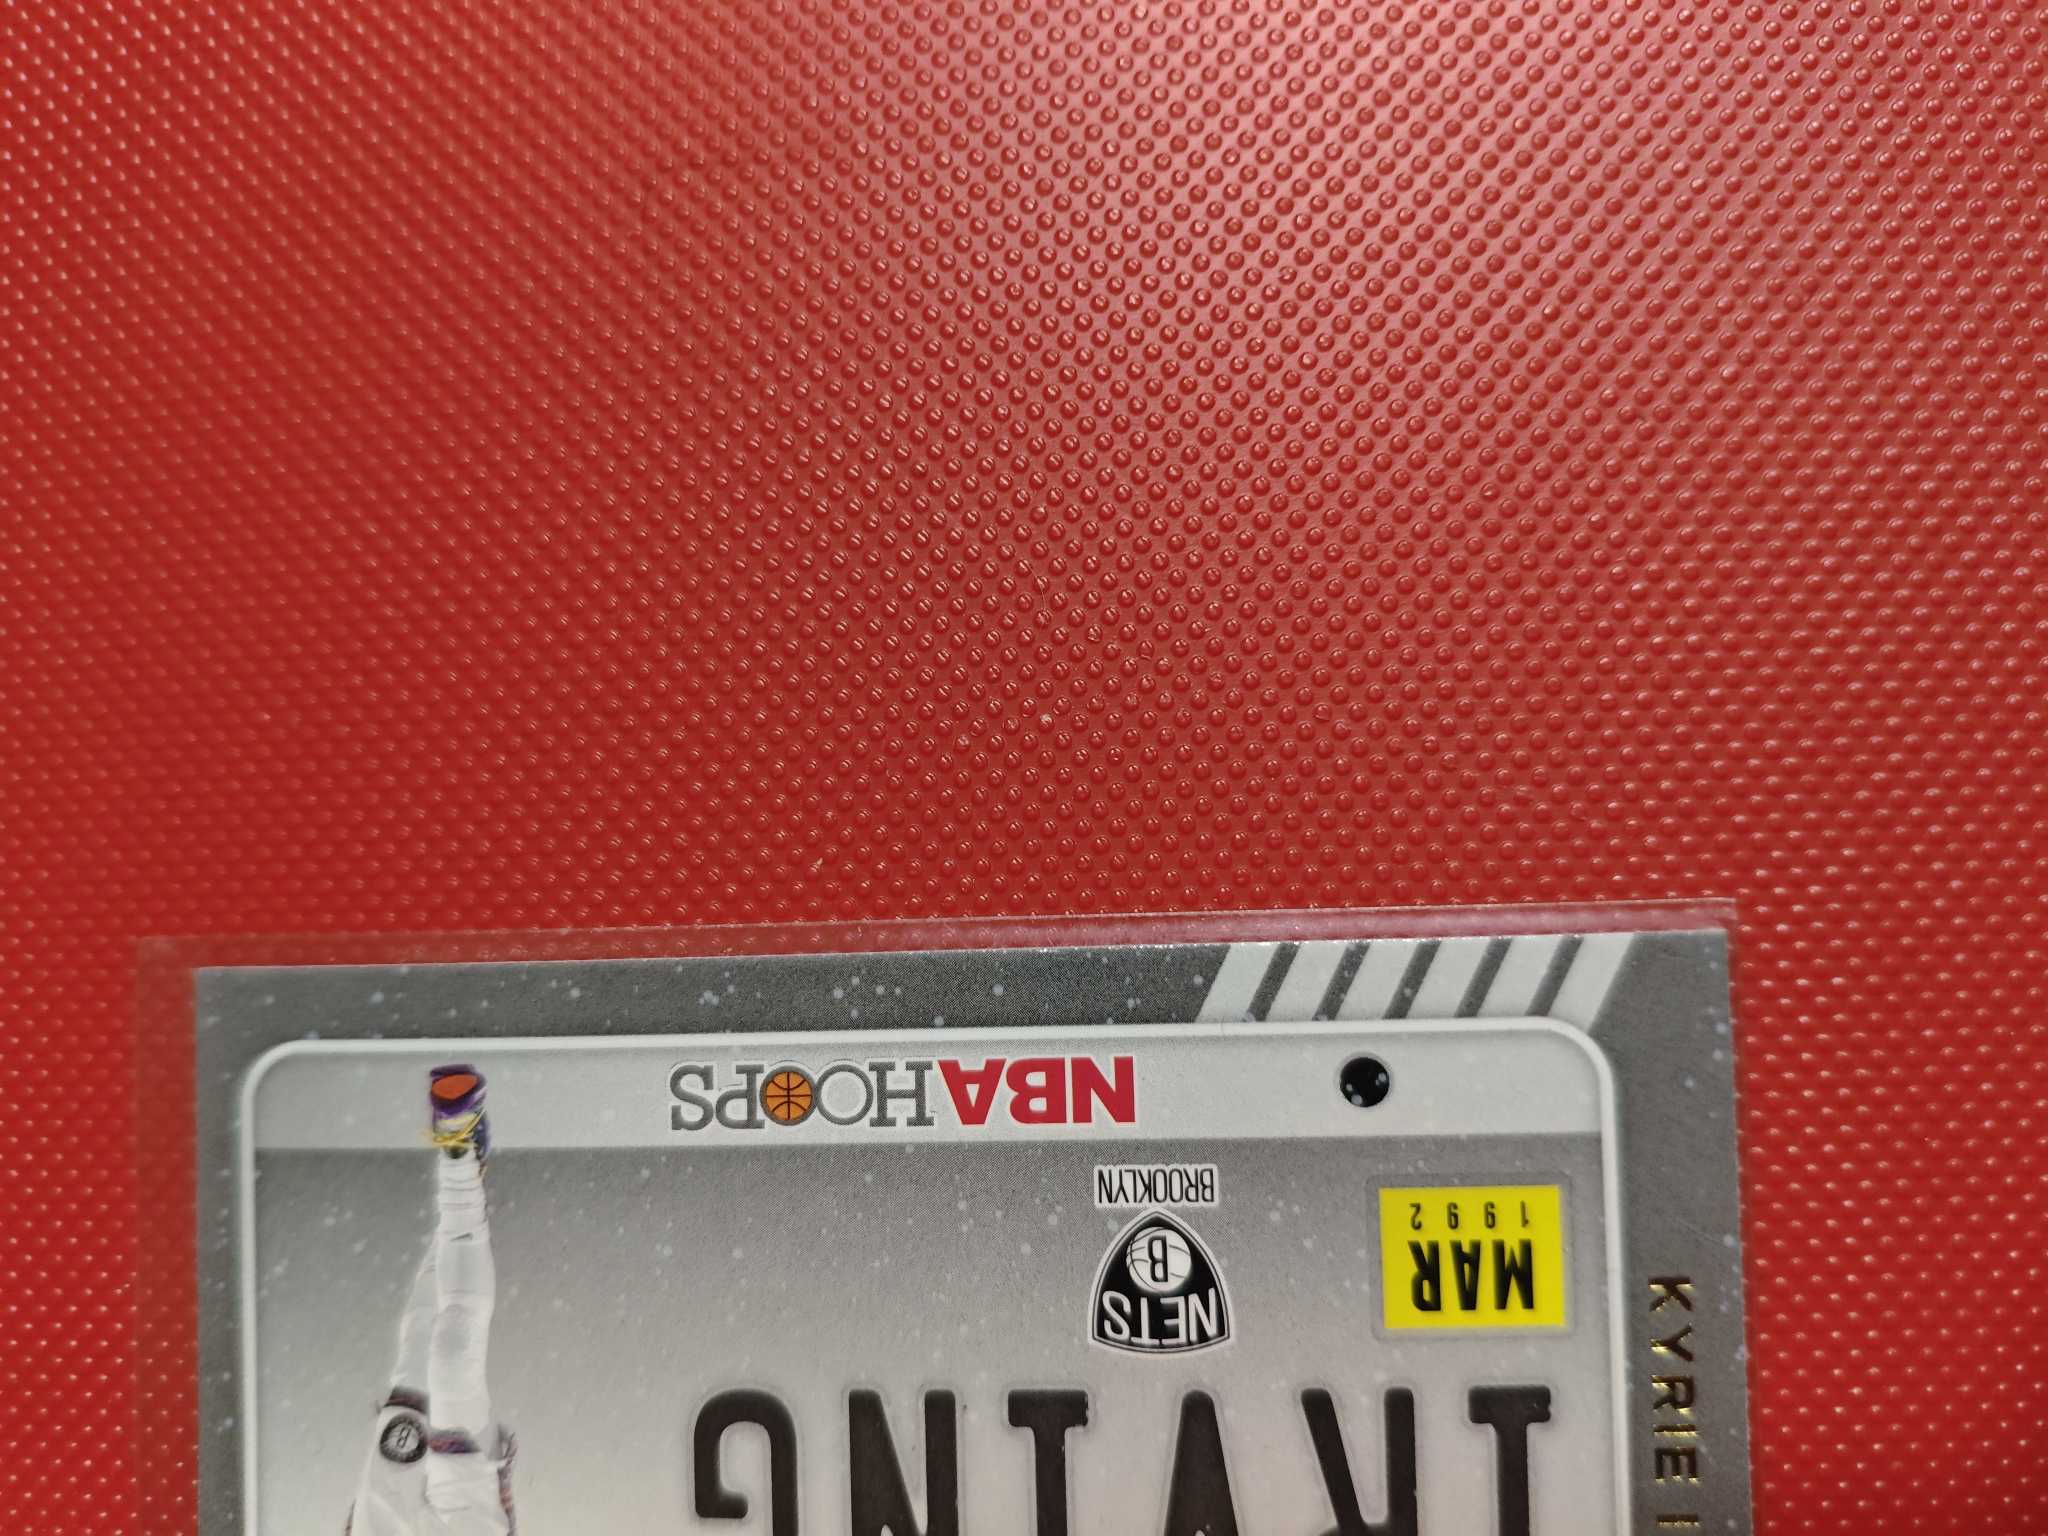 IRVING
NETS
B
BROOKLYN
MAR
1992
NBA HOOPS
KYRIE I
B